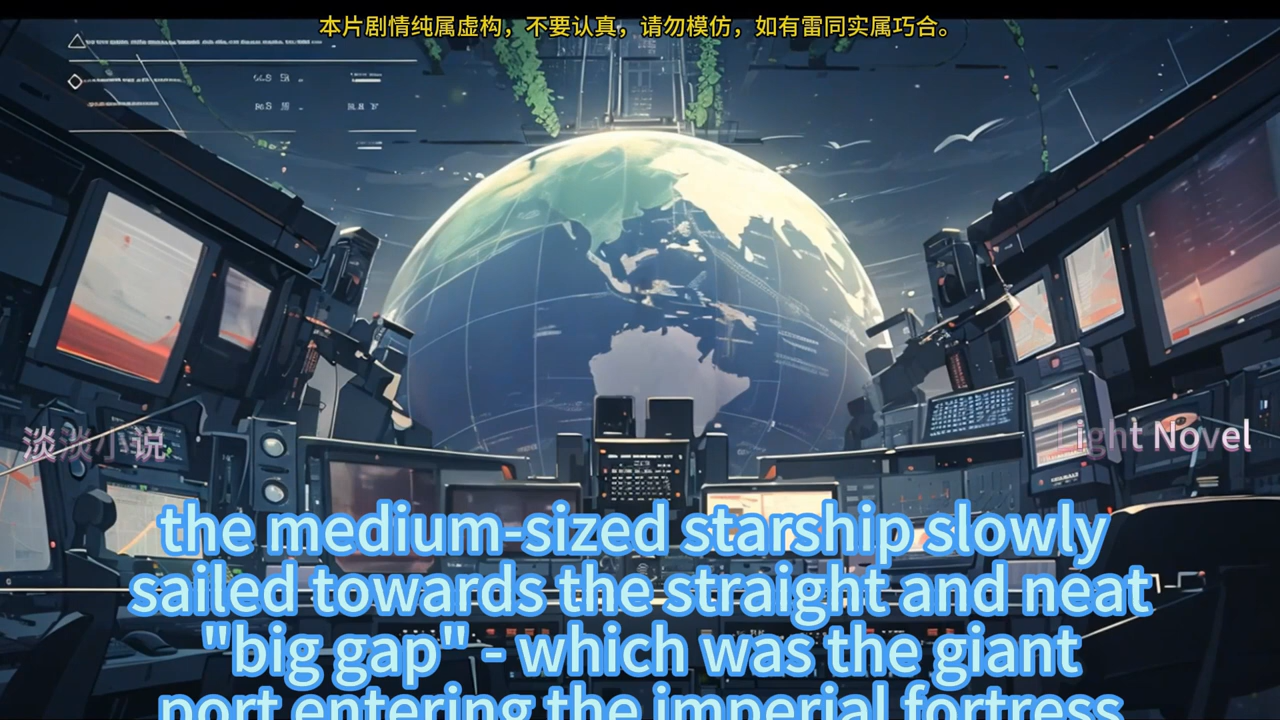 本片剧情纯属虚构，不要认真，请勿模仿，如有雷同实属巧合。
淡淡小说
Light Novel
the medium-sized starship slowly
sailed towards the straight and neat
"big gap" - which was the giant
port entering the imperial fortress